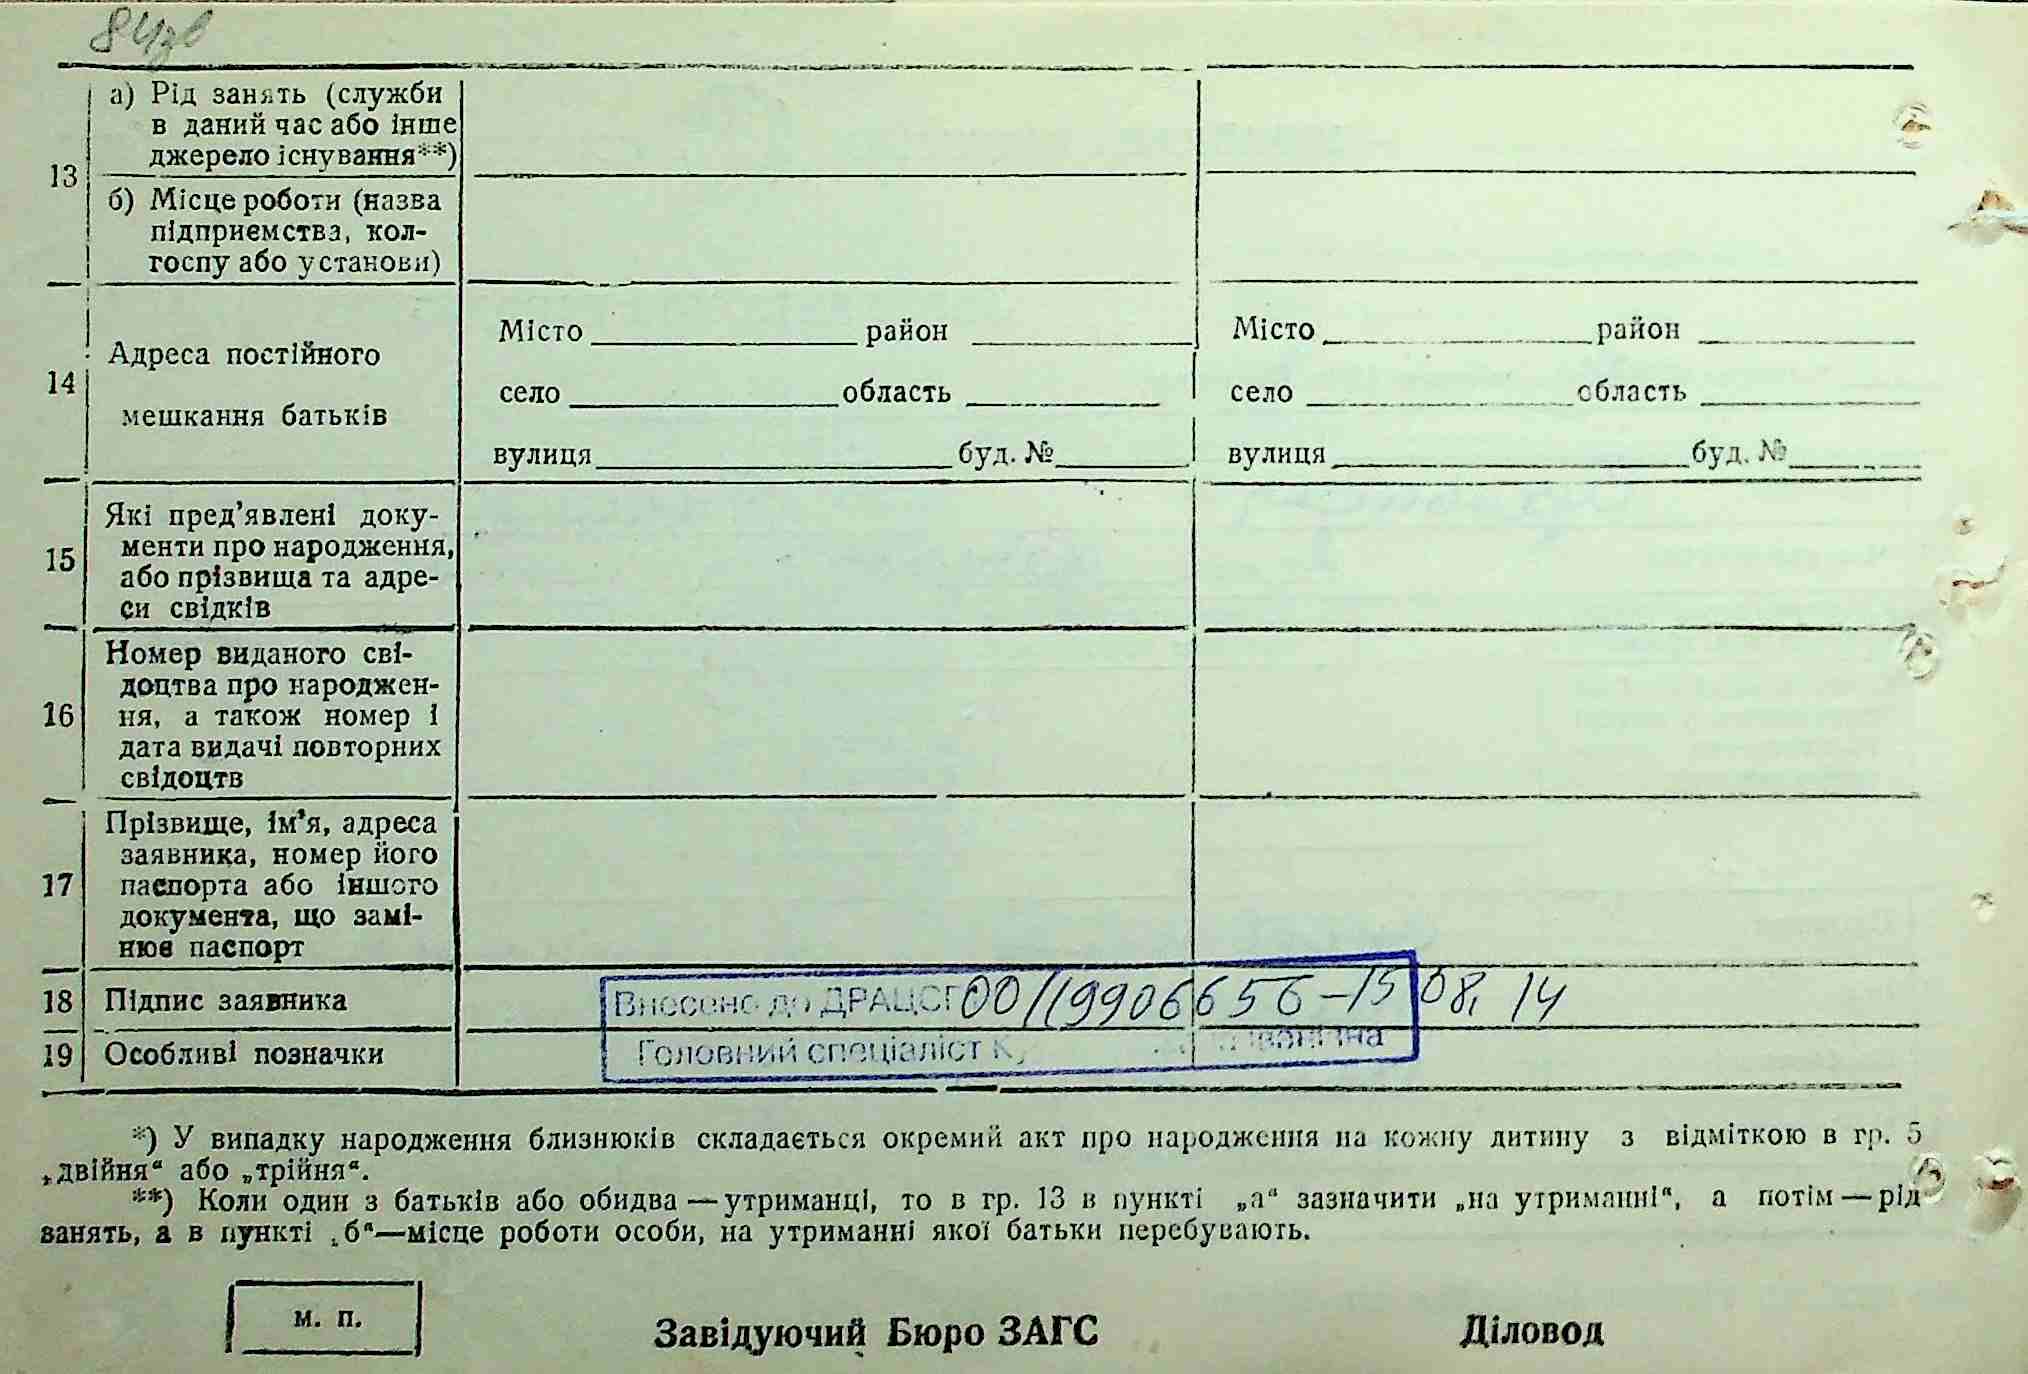 84зв
13
а) Рід занять (служби
в даний час або інше
джерело існування**)
б) Місце роботи (назва
підприємства, кол-
госпу або установи)
14
Адреса постійного
мешкання батьків
Місто район
село область
вулиця буд. №
Місто район
село область
вулиця буд. №
15
Які пред’явлені доку-
менти про народження,
або прізвища та адре-
си свідків
16
Номер виданого сві-
доцтва про народжен-
ня, а також номер і
дата видачі повторних
свідоцтв
17
Прізвище, ім’я, адреса
заявника, номер його
паспорта або іншого
документа, що замі-
нює паспорт
18 Підпис заявника
Внесено до ДРАЦСГ 00119906656-15 08, 14
19 Особливі позначки
Головний спеціаліст
*) У випадку народження близнюків складається окремий акт про народження на кожну дитину з відміткою в гр. 5
„двійня“ або „трійня“.
**) Коли один з батьків або обидва — утриманці, то в гр. 13 в пункті „а“ зазначити „на утриманні“, а потім — рід
занять, а в пункті „б“—місце роботи особи, на утриманні якої батьки перебувають.
м. п.
Завідуючий Бюро ЗАГС Діловод